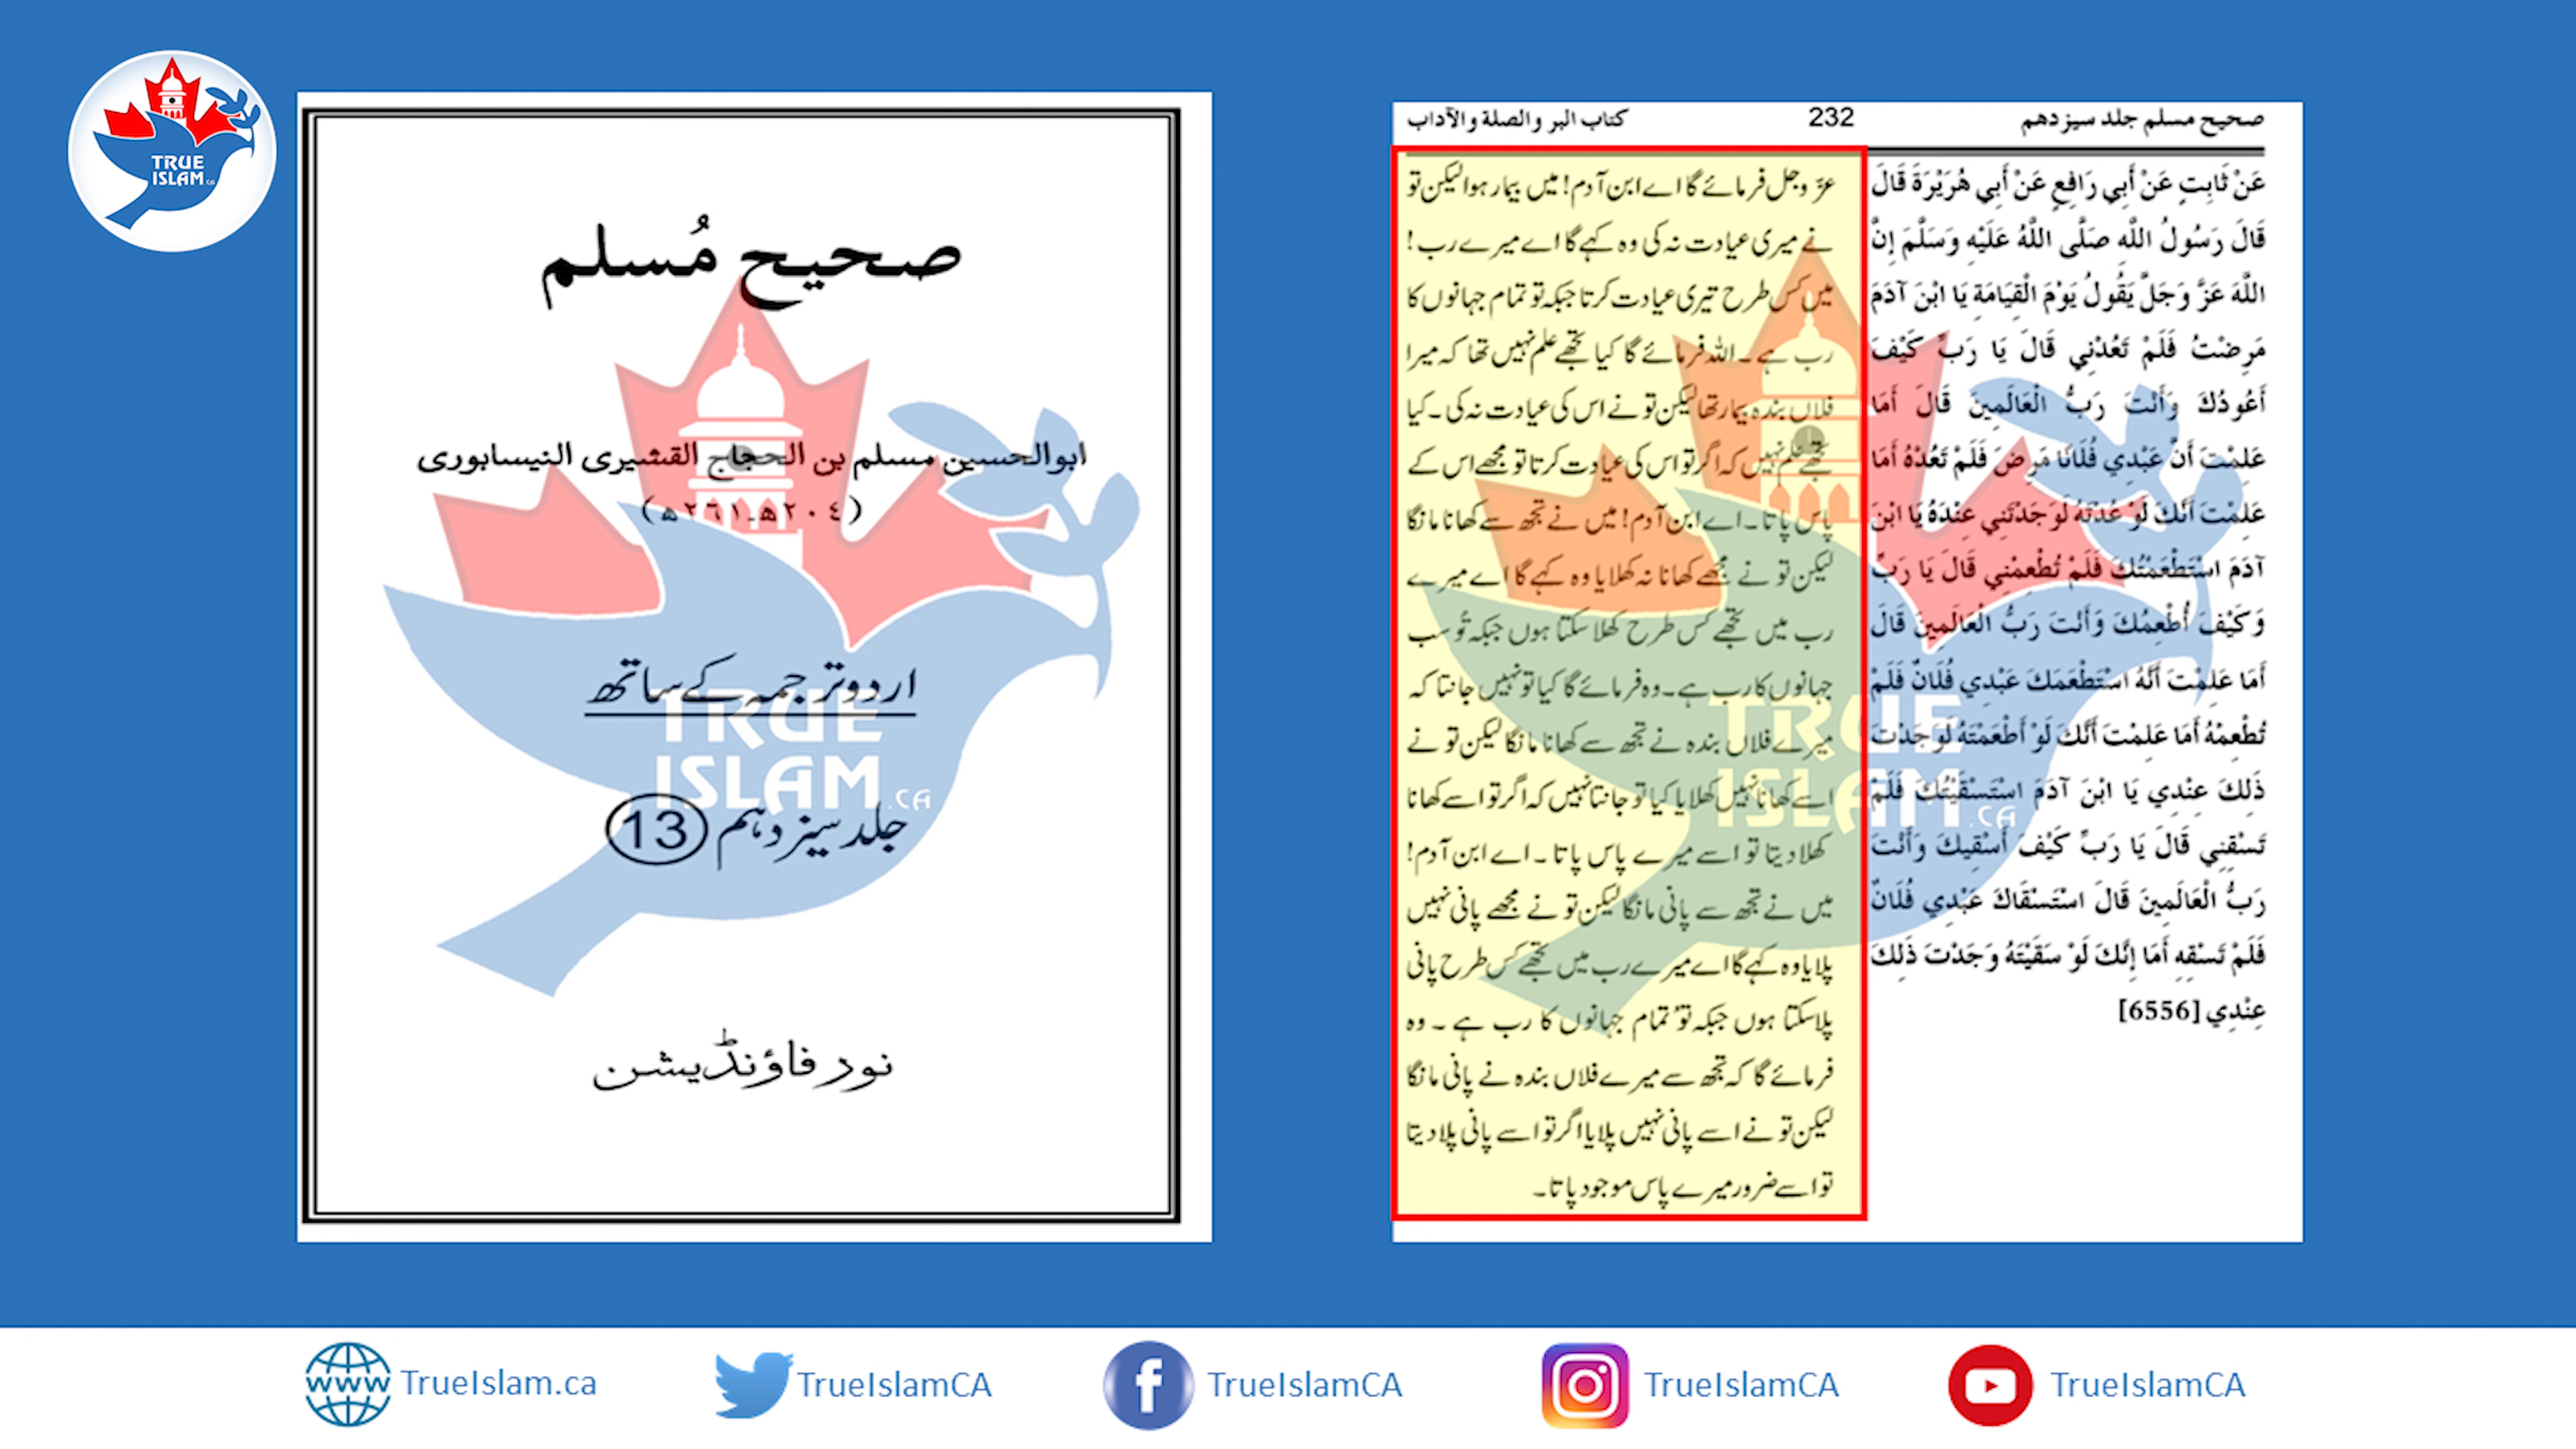 TRUE
ISLAM.CA
صحیح مُسلم
ابوالحسین مسلم بن الحجاج القشیری النیسابوری
(٢٠٤ھ-٢٦١ھ)
اردو ترجمہ کے ساتھ
TRUE
ISLAM.CA
جلد سیز دہم 13
نور فاؤنڈیشن
صحیح مسلم جلد سیز دھم
232
کتاب البر والصلة والآداب
عَنْ ثَابِتٍ عَنْ أَبِي رَافِعٍ عَنْ أَبِي هُرَيْرَةَ قَالَ
قَالَ رَسُولُ اللَّهِ صَلَّى اللَّهُ عَلَيْهِ وَسَلَّمَ إِنَّ
اللَّهَ عَزَّ وَجَلَّ يَقُولُ يَوْمَ الْقِيَامَةِ يَا ابْنَ آدَمَ
مَرِضْتُ فَلَمْ تَعُدْنِي قَالَ يَا رَبِّ كَيْفَ
أَعُودُكَ وَأَنْتَ رَبُّ الْعَالَمِينَ قَالَ أَمَا
عَلِمْتَ أَنَّ عَبْدِي فُلَانًا مَرِضَ فَلَمْ تَعُدْهُ أَمَا
عَلِمْتَ أَنَّكَ لَوْ عُدْتَهُ لَوَجَدْتَنِي عِنْدَهُ يَا ابْنَ
آدَمَ اسْتَطْعَمْتُكَ فَلَمْ تُطْعِمْنِي قَالَ يَا رَبِّ
وَكَيْفَ أُطْعِمُكَ وَأَنْتَ رَبُّ الْعَالَمِينَ قَالَ
أَمَا عَلِمْتَ أَنَّهُ اسْتَطْعَمَكَ عَبْدِي فُلَانٌ فَلَمْ
تُطْعِمْهُ أَمَا عَلِمْتَ أَنَّكَ لَوْ أَطْعَمْتَهُ لَوَجَدْتَ
ذَلِكَ عِنْدِي يَا ابْنَ آدَمَ اسْتَسْقَيْتُكَ فَلَمْ
تَسْقِنِي قَالَ يَا رَبِّ كَيْفَ أَسْقِيكَ وَأَنْتَ
رَبُّ الْعَالَمِينَ قَالَ اسْتَسْقَاكَ عَبْدِي فُلَانٌ
فَلَمْ تَسْقِهِ أَمَا إِنَّكَ لَوْ سَقَيْتَهُ وَجَدْتَ ذَلِكَ
عِنْدِي [6556]
عزّ وجل فرمائے گا اے ابن آدم! میں بیمار ہوا لیکن تو
نے میری عیادت نہ کی وہ کہے گا اے میرے رب!
میں کس طرح تیری عیادت کرتا جبکہ تو تمام جہانوں کا
رب ہے۔ اللہ فرمائے گا کیا تجھے علم نہیں تھا کہ میرا
فلاں بندہ بیمار تھا لیکن تو نے اس کی عیادت نہ کی۔ کیا
تجھے علم نہیں کہ اگر تو اس کی عیادت کرتا تو مجھے اس کے
پاس پاتا۔ اے ابن آدم! میں نے تجھ سے کھانا مانگا
لیکن تو نے مجھے کھانا نہ کھلایا وہ کہے گا اے میرے
رب میں تجھے کس طرح کھلا سکتا ہوں جبکہ تُو سب
جہانوں کا رب ہے۔ وہ فرمائے گا کیا تو نہیں جانتا کہ
میرے فلاں بندہ نے تجھ سے کھانا مانگا لیکن تو نے
اسے کھانا نہیں کھلایا کیا تو جانتا نہیں کہ اگر تو اسے کھانا
کھلا دیتا تو اسے میرے پاس پاتا۔ اے ابن آدم!
میں نے تجھ سے پانی مانگا لیکن تو نے مجھے پانی نہیں
پلایا وہ کہے گا اے میرے رب میں تجھے کس طرح پانی
پلا سکتا ہوں جبکہ تُو تمام جہانوں کا رب ہے ۔ وہ
فرمائے گا کہ تجھ سے میرے فلاں بندہ نے پانی مانگا
لیکن تو نے اسے پانی نہیں پلایا اگر تو اسے پانی پلا دیتا
تو اسے ضرور میرے پاس موجود پاتا۔
TRUE
ISLAM.CA
www TrueIslam.ca
TrueIslamCA
TrueIslamCA
TrueIslamCA
TrueIslamCA